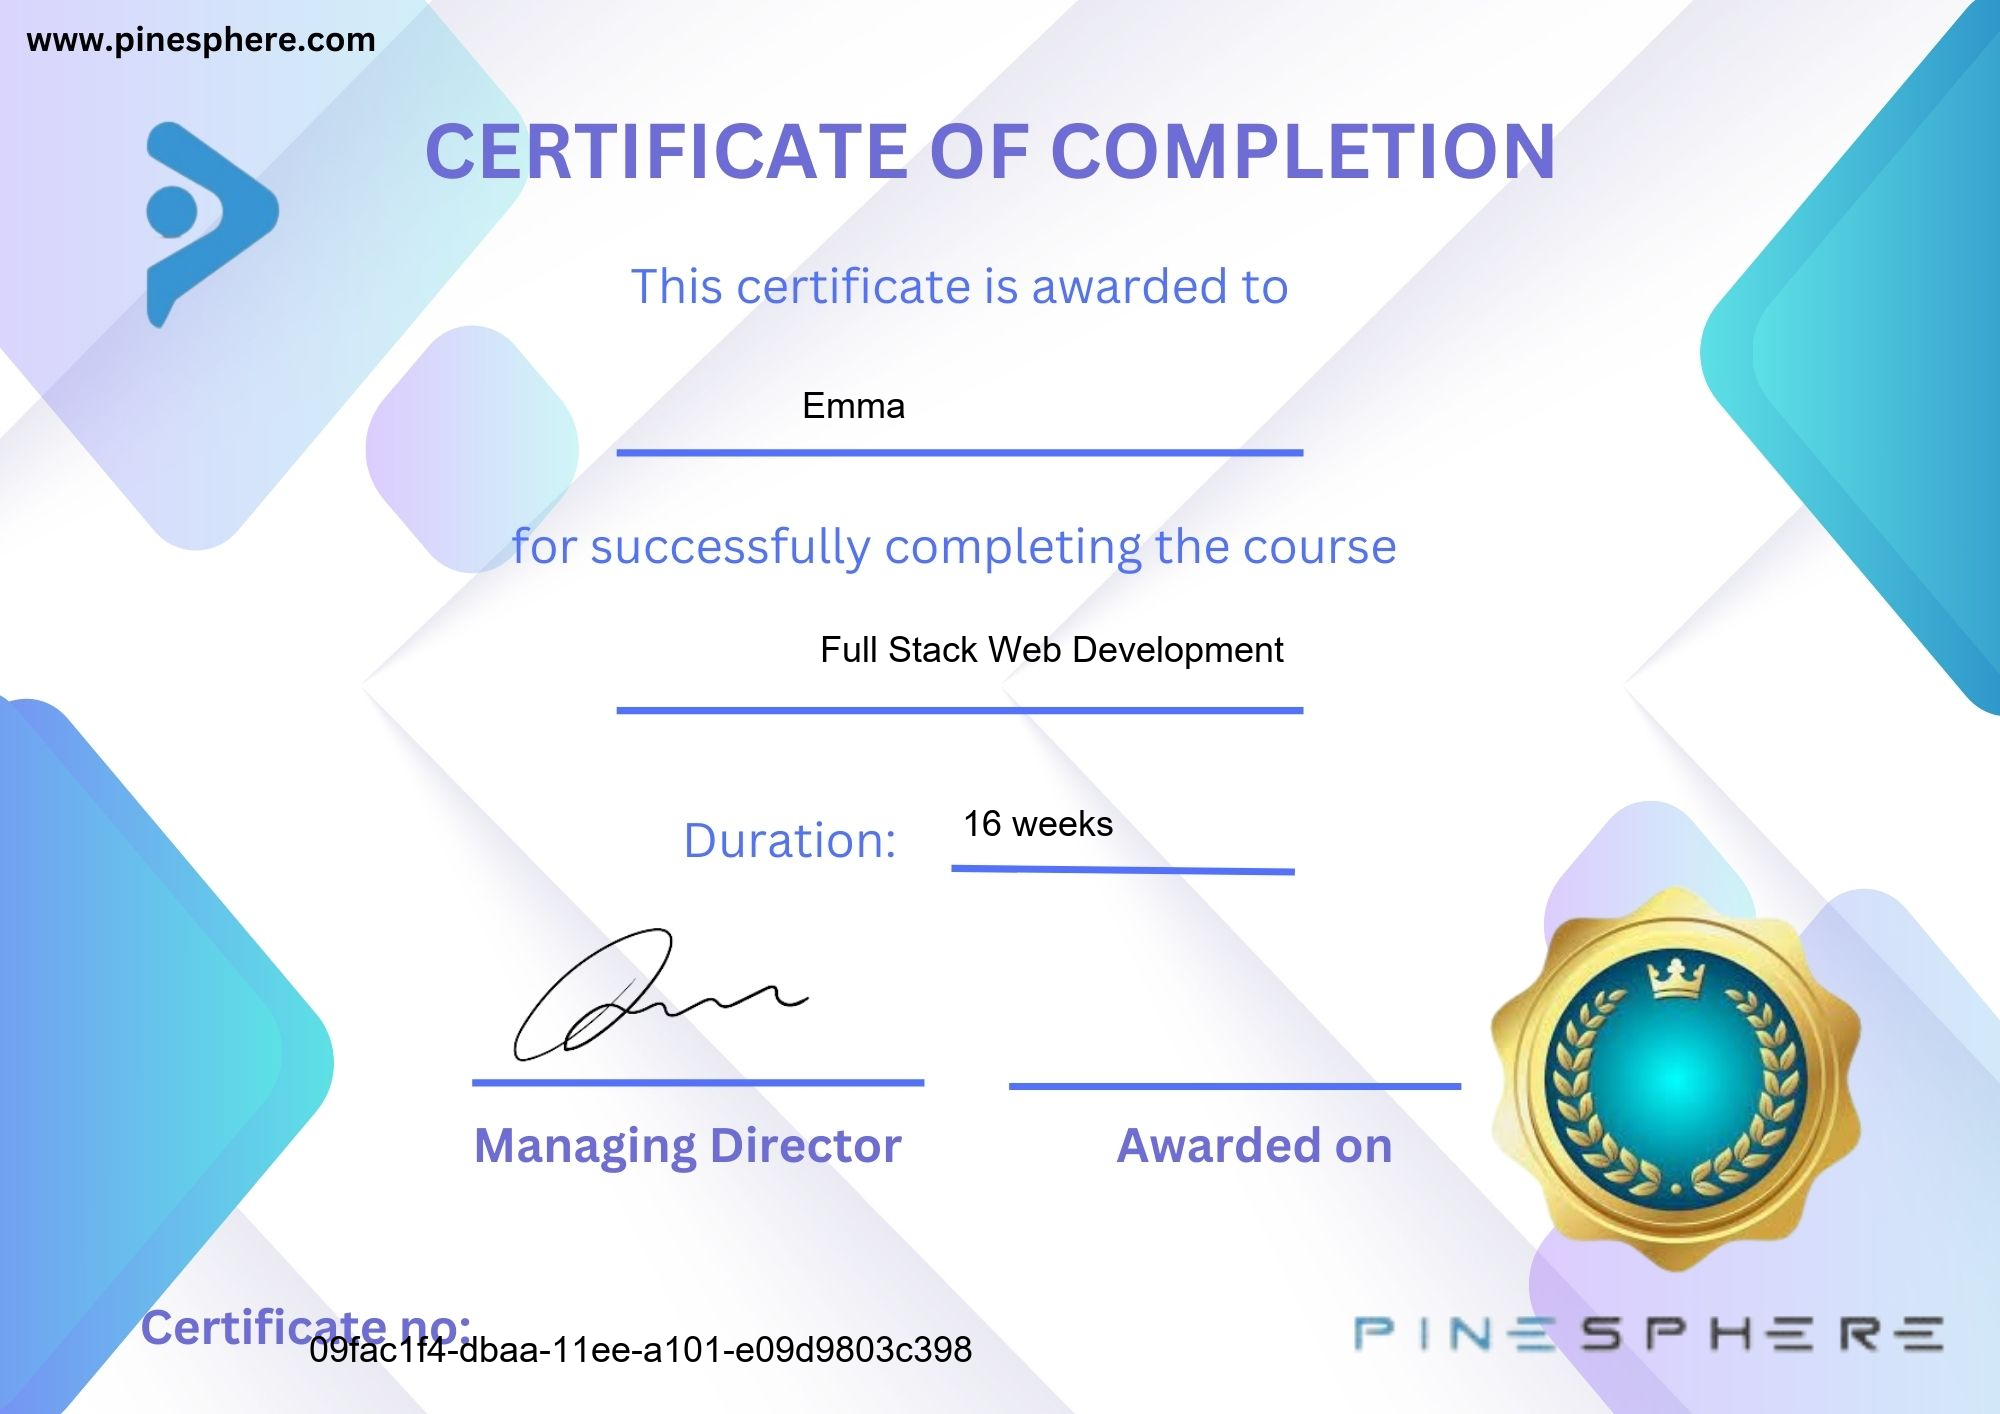 www.pinesphere.com
CERTIFICATE OF COMPLETION
This certificate is awarded to
Emma
for successfully completing the course
Full Stack Web Development
Duration: 16 weeks
Managing Director
Awarded on
Certificate no: 09fac1f4-dbaa-11ee-a101-e09d9803c398
PINESPHERE